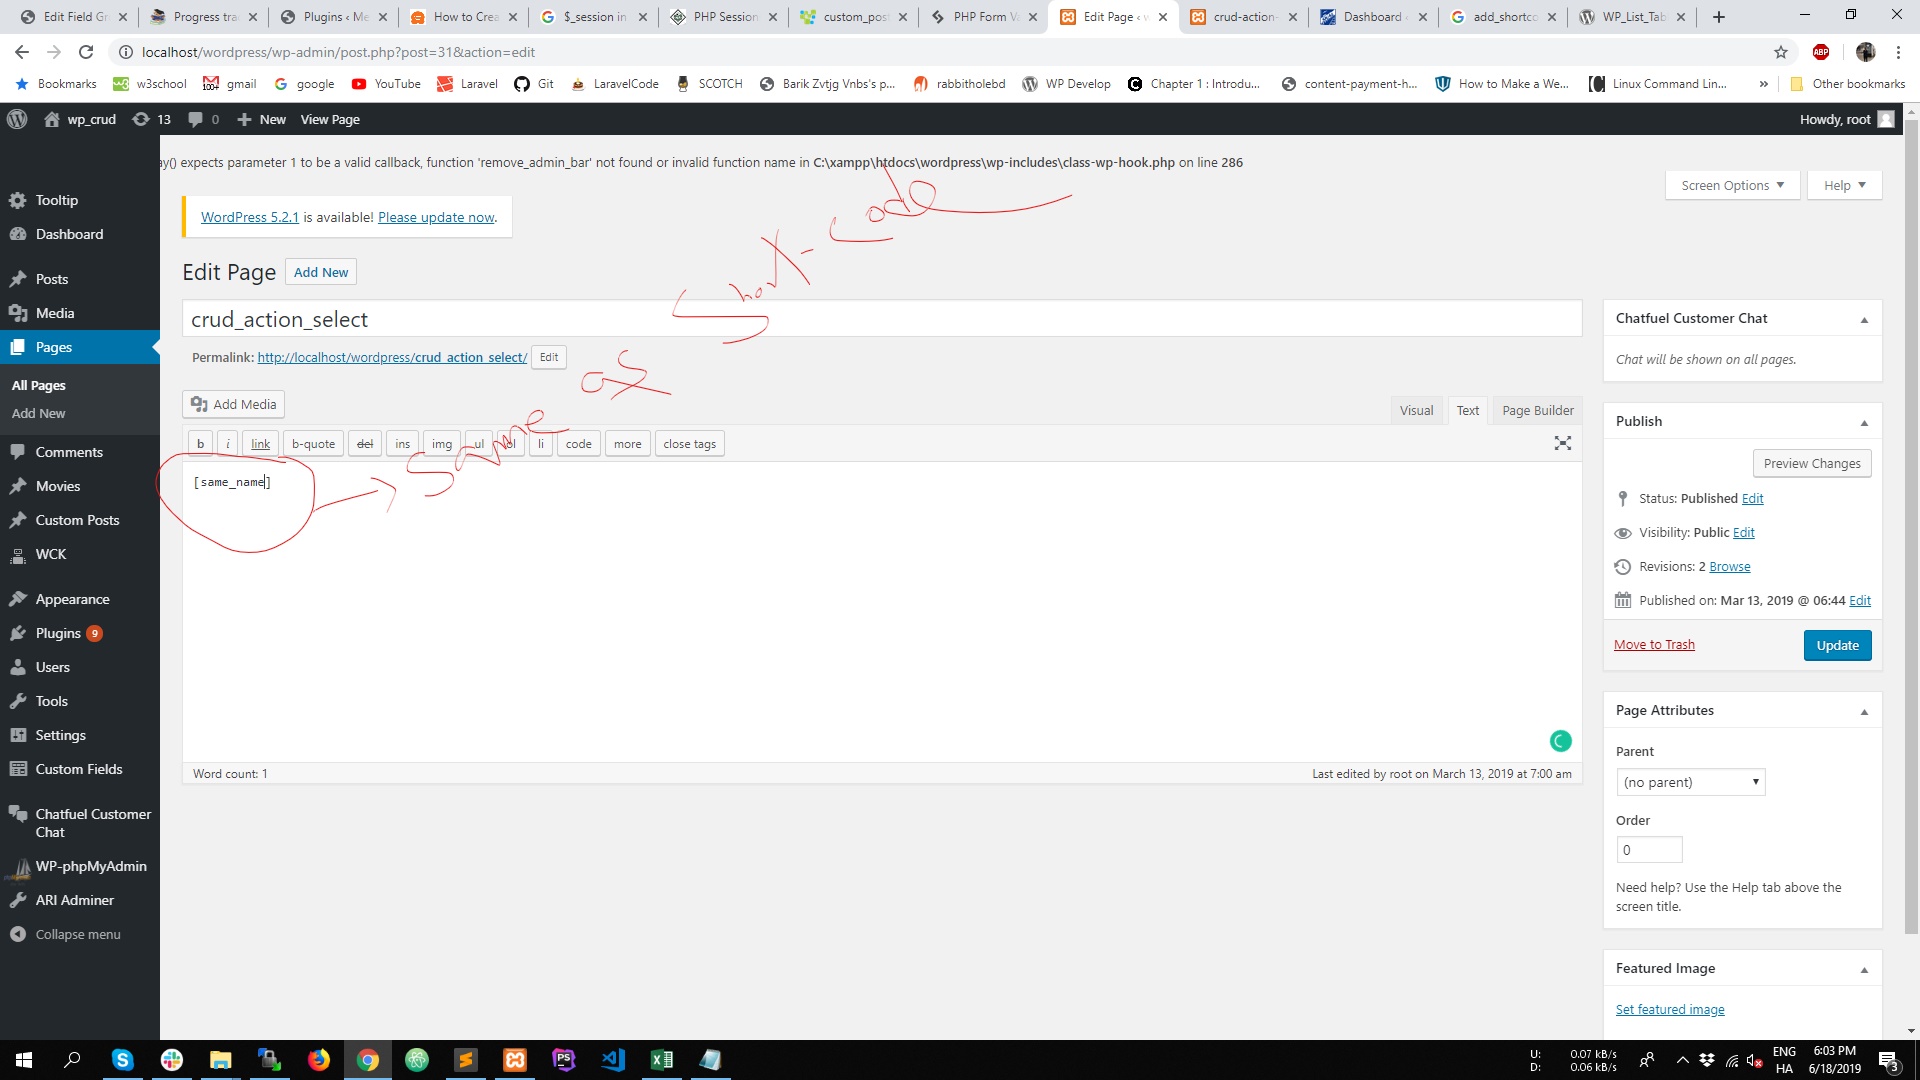 Edit Field Gr
Progress tra
Plugins ‹ Me
How to Crea
$_session in
PHP Session
custom_post
PHP Form Va
Edit Page ‹ w
crud-action-
Dashboard ‹
add_shortco
WP_List_Tab
localhost/wordpress/wp-admin/post.php?post=31&action=edit
ABP
Bookmarks
w3school
gmail
google
YouTube
Laravel
Git
LaravelCode
SCOTCH
Barik Zvtjg Vnbs's p...
rabbitholebd
WP Develop
Chapter 1 : Introdu...
content-payment-h...
How to Make a We...
Linux Command Lin...
»
Other bookmarks
wp_crud
13
0
New
View Page
Howdy, root
ay() expects parameter 1 to be a valid callback, function 'remove_admin_bar' not found or invalid function name in C:\xampp\htdocs\wordpress\wp-includes\class-wp-hook.php on line 286
Screen Options
Help
WordPress 5.2.1 is available! Please update now.
Edit Page
Add New
crud_action_select
Permalink: http://localhost/wordpress/crud_action_select/
Edit
Add Media
Visual
Text
Page Builder
b
i
link
b-quote
del
ins
img
ul
ol
li
code
more
close tags
[same_name]
same as short-code
Word count: 1
Last edited by root on March 13, 2019 at 7:00 am
Tooltip
Dashboard
Posts
Media
Pages
All Pages
Add New
Comments
Movies
Custom Posts
WCK
Appearance
Plugins 9
Users
Tools
Settings
Custom Fields
Chatfuel Customer
Chat
WP-phpMyAdmin
ARI Adminer
Collapse menu
Chatfuel Customer Chat
Chat will be shown on all pages.
Publish
Preview Changes
Status: Published Edit
Visibility: Public Edit
Revisions: 2 Browse
Published on: Mar 13, 2019 @ 06:44 Edit
Move to Trash
Update
Page Attributes
Parent
(no parent)
Order
0
Need help? Use the Help tab above the
screen title.
Featured Image
Set featured image
U: 0.07 kB/s
D: 0.06 kB/s
ENG
HA
6:03 PM
6/18/2019
3